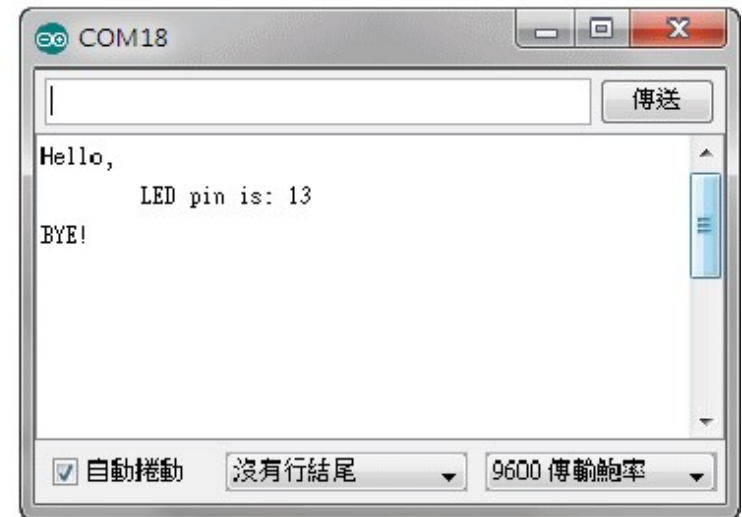 COM18
傳送
Hello,
LED pin is: 13
BYE!
自動捲動 沒有行結尾 9600 傳輸鮑率